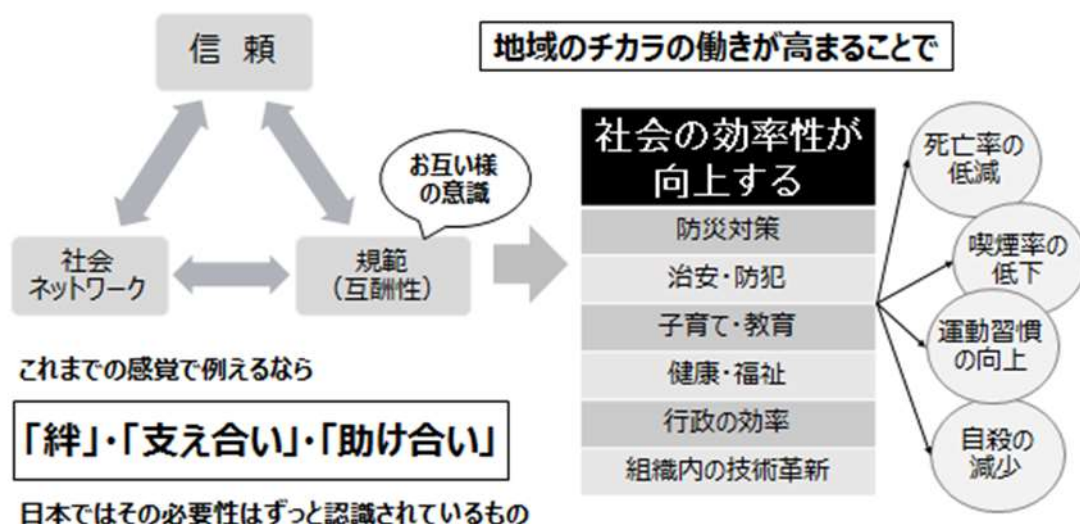 信 頼
地域のチカラの働きが高まることで
お互い様
の意識
社会
ネットワーク
規範
（互酬性）
社会の効率性が
向上する
防災対策
治安・防犯
子育て・教育
健康・福祉
行政の効率
組織内の技術革新
死亡率の
低減
喫煙率の
低下
運動習慣
の向上
自殺の
減少
これまでの感覚で例えるなら
「絆」・「支え合い」・「助け合い」
日本ではその必要性はずっと認識されているもの